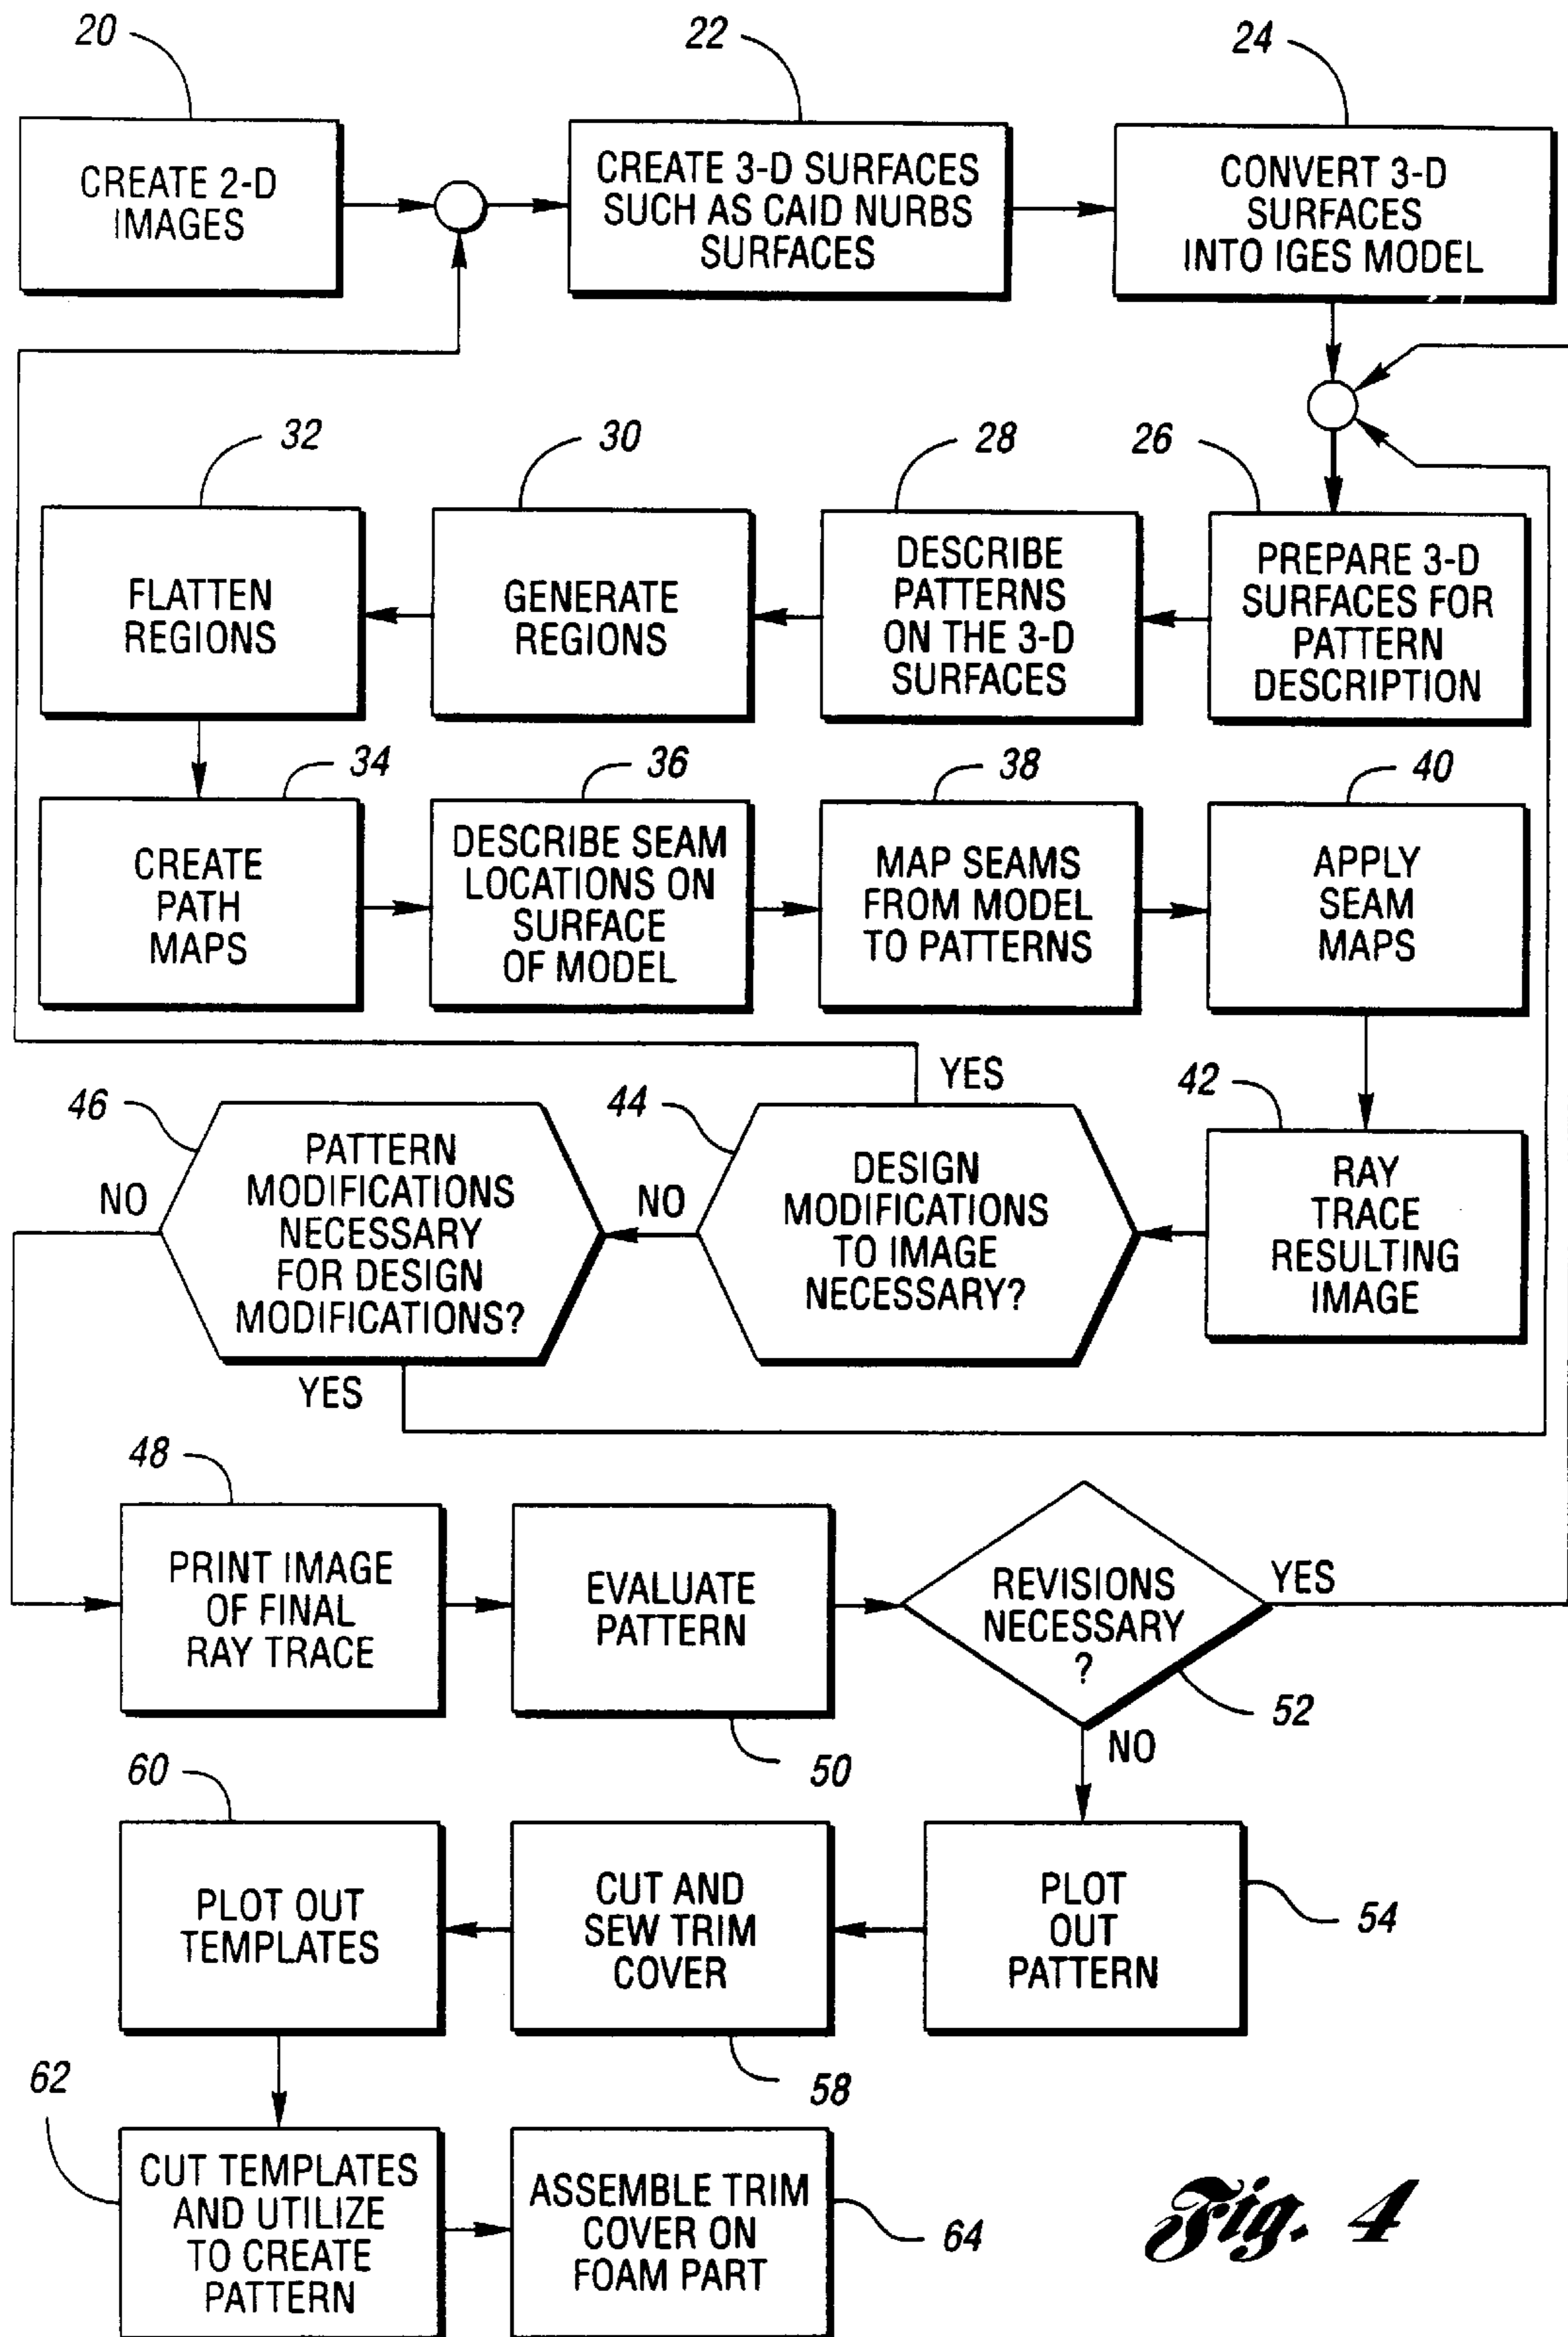 20
22
24
CREATE 2-D
IMAGES
CREATE 3-D SURFACES
SUCH AS CAID NURBS
SURFACES
CONVERT 3-D
SURFACES
INTO IGES MODEL
32
30
28
26
FLATTEN
REGIONS
GENERATE
REGIONS
DESCRIBE
PATTERNS
ON THE 3-D
SURFACES
PREPARE 3-D
SURFACES FOR
PATTERN
DESCRIPTION
34
36
38
40
CREATE
PATH
MAPS
DESCRIBE SEAM
LOCATIONS ON
SURFACE
OF MODEL
MAP SEAMS
FROM MODEL
TO PATTERNS
APPLY
SEAM
MAPS
YES
46
44
42
NO
PATTERN
MODIFICATIONS
NECESSARY
FOR DESIGN
MODIFICATIONS?
NO
DESIGN
MODIFICATIONS
TO IMAGE
NECESSARY?
RAY
TRACE
RESULTING
IMAGE
YES
48
PRINT IMAGE
OF FINAL
RAY TRACE
EVALUATE
PATTERN
REVISIONS
NECESSARY
?
YES
52
50
NO
60
PLOT OUT
TEMPLATES
CUT AND
SEW TRIM
COVER
PLOT
OUT
PATTERN
54
58
62
CUT TEMPLATES
AND UTILIZE
TO CREATE
PATTERN
ASSEMBLE TRIM
COVER ON
FOAM PART
64
Fig. 4